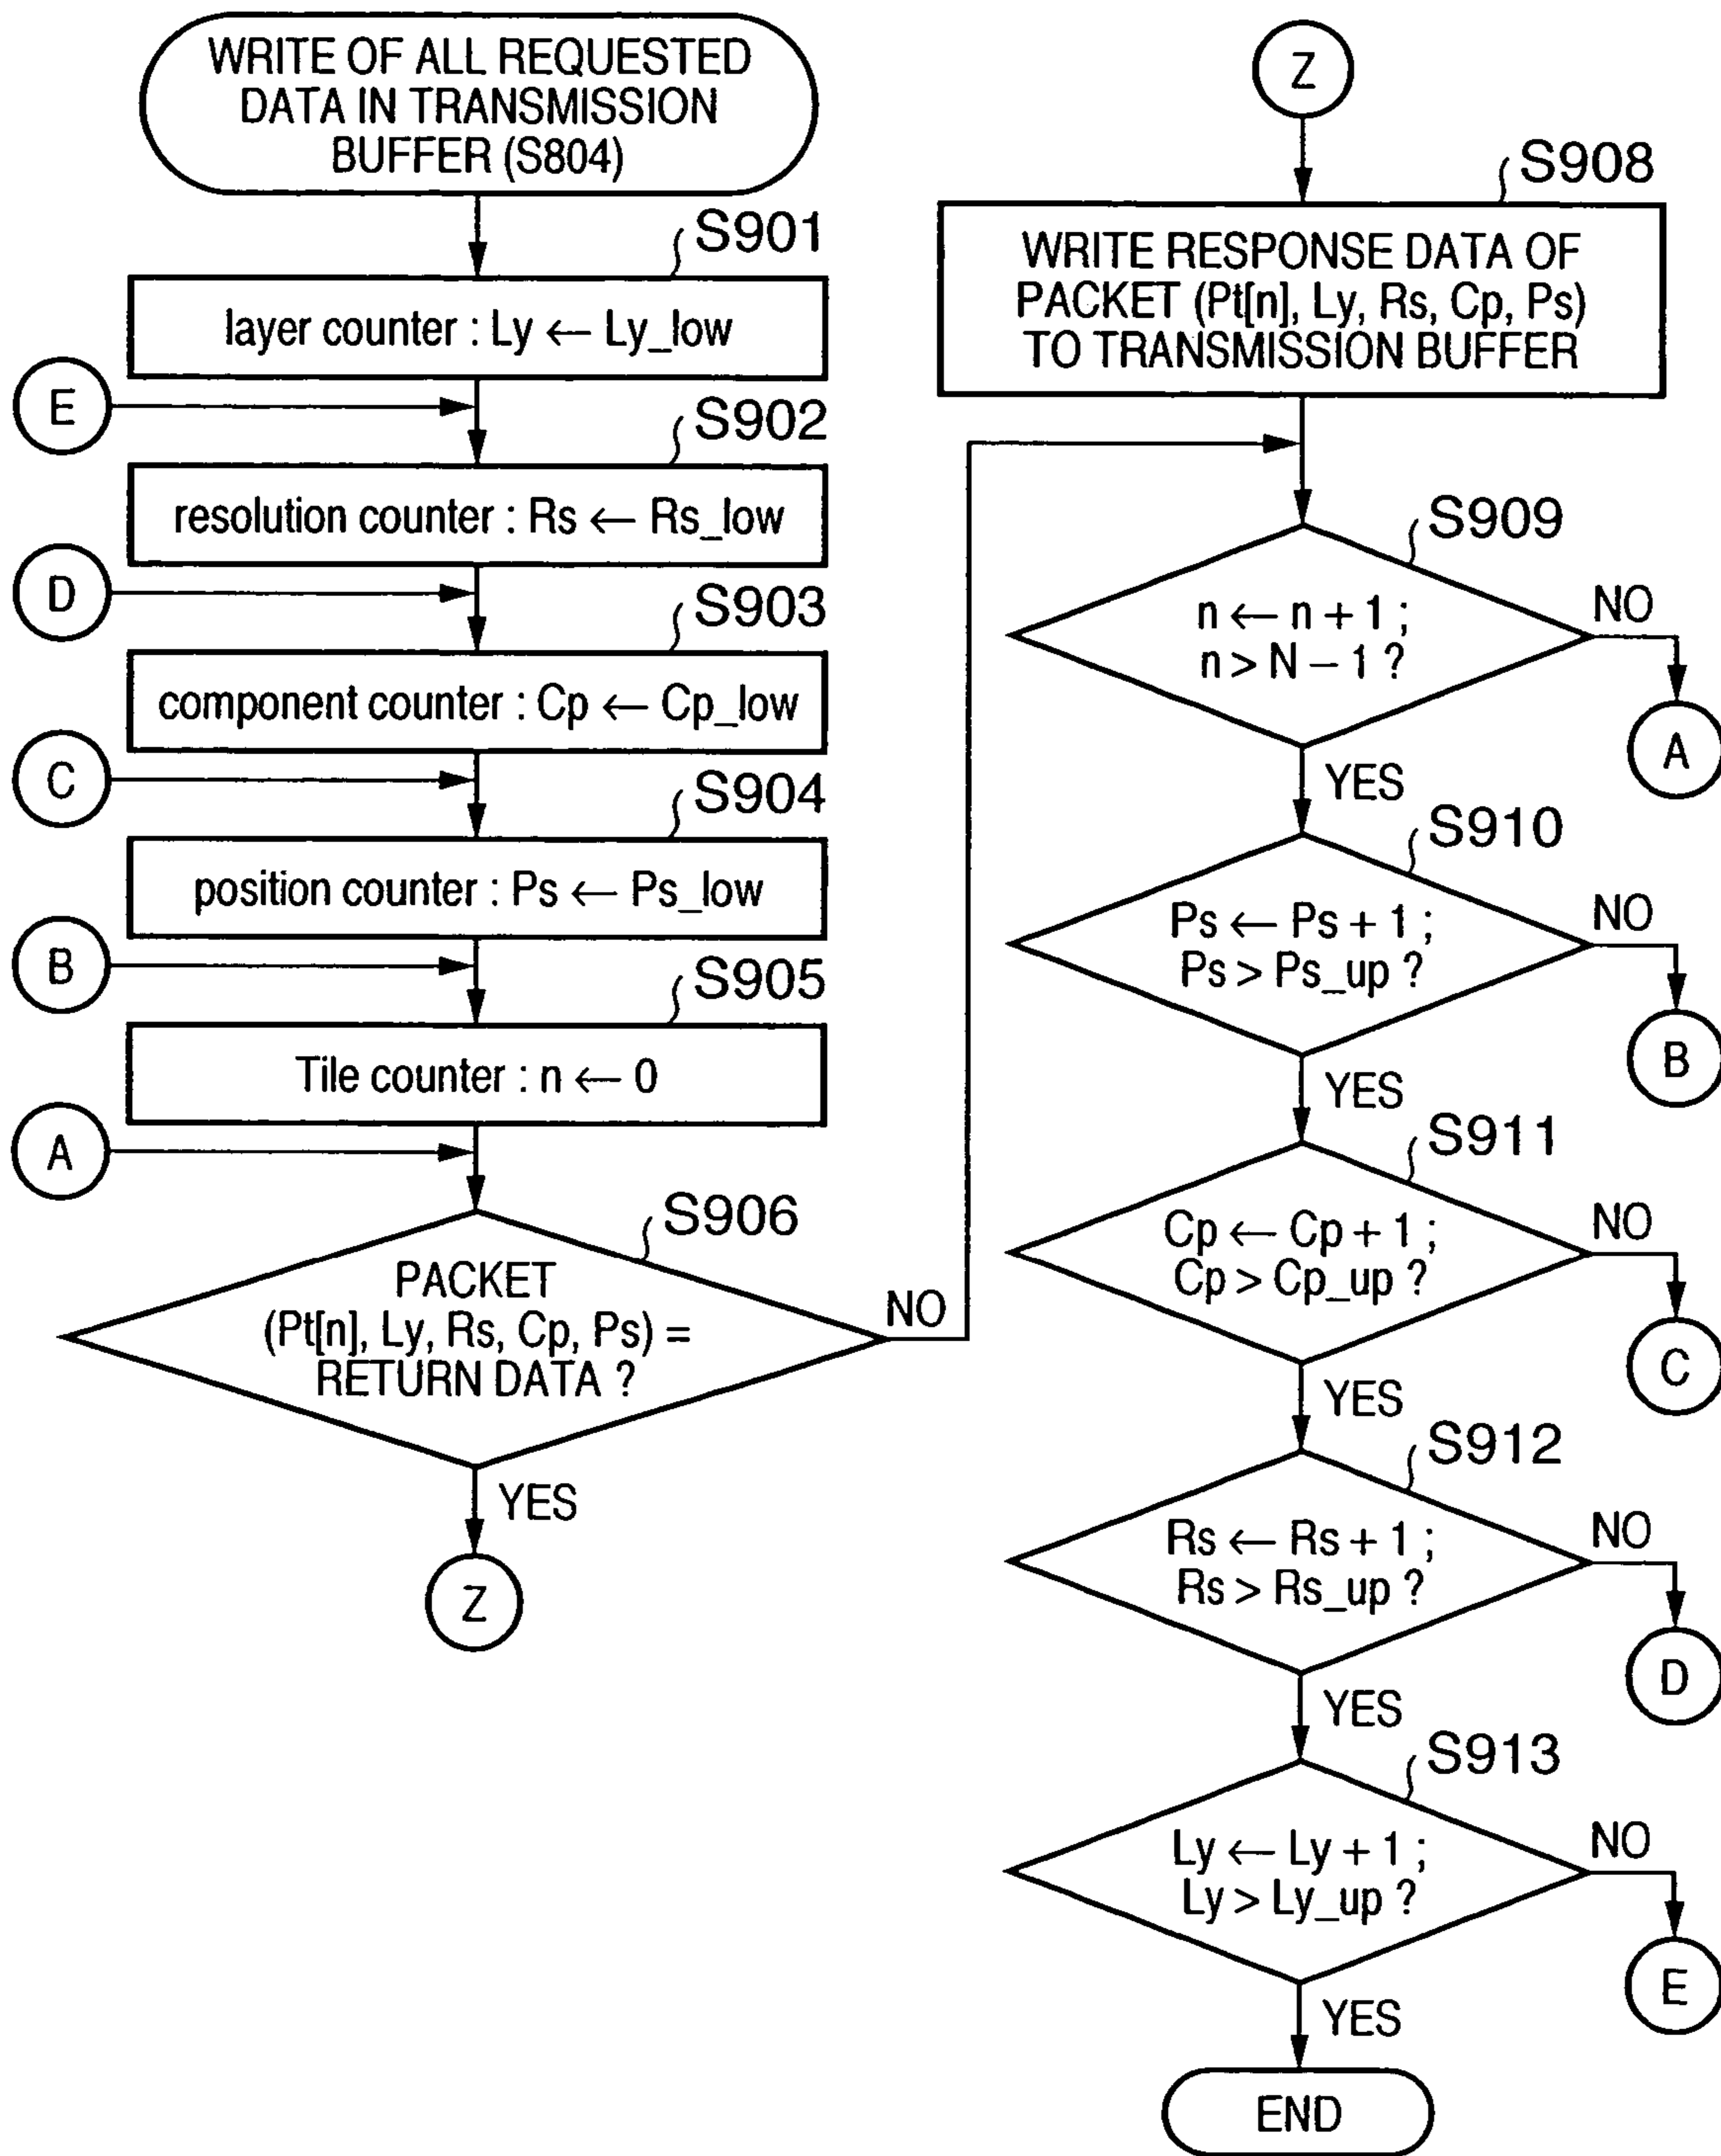 WRITE OF ALL REQUESTED
DATA IN TRANSMISSION
BUFFER (S804)
S901
layer counter : Ly ← Ly_low
E
S902
resolution counter : Rs ← Rs_low
D
S903
component counter : Cp ← Cp_low
C
S904
position counter : Ps ← Ps_low
B
S905
Tile counter : n ← 0
A
S906
PACKET
(Pt[n], Ly, Rs, Cp, Ps) =
RETURN DATA ?
NO
YES
Z
Z
S908
WRITE RESPONSE DATA OF
PACKET (Pt[n], Ly, Rs, Cp, Ps)
TO TRANSMISSION BUFFER
S909
n ← n + 1 ;
n > N – 1 ?
NO
A
YES
S910
Ps ← Ps + 1 ;
Ps > Ps_up ?
NO
B
YES
S911
Cp ← Cp + 1 ;
Cp > Cp_up ?
NO
C
YES
S912
Rs ← Rs + 1 ;
Rs > Rs_up ?
NO
D
YES
S913
Ly ← Ly + 1 ;
Ly > Ly_up ?
NO
E
YES
END